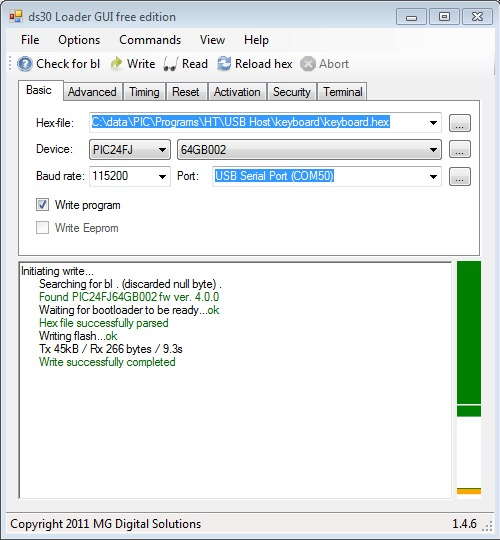 ds30 Loader GUI free edition
File Options Commands View Help
Check for bl Write Read Reload hex Abort
Basic Advanced Timing Reset Activation Security Terminal
Hex-file: C:\data\PIC\Programs\HT\USB Host\keyboard\keyboard.hex ...
Device: PIC24FJ 64GB002 ...
Baud rate: 115200 Port: USB Serial Port (COM50) ...
Write program
Write Eeprom
Initiating write...
Searching for bl . (discarded null byte) .
Found PIC24FJ64GB002 fw ver. 4.0.0
Waiting for bootloader to be ready...ok
Hex file successfully parsed
Writing flash...ok
Tx 45kB / Rx 266 bytes / 9.3s
Write successfully completed
Copyright 2011 MG Digital Solutions 1.4.6